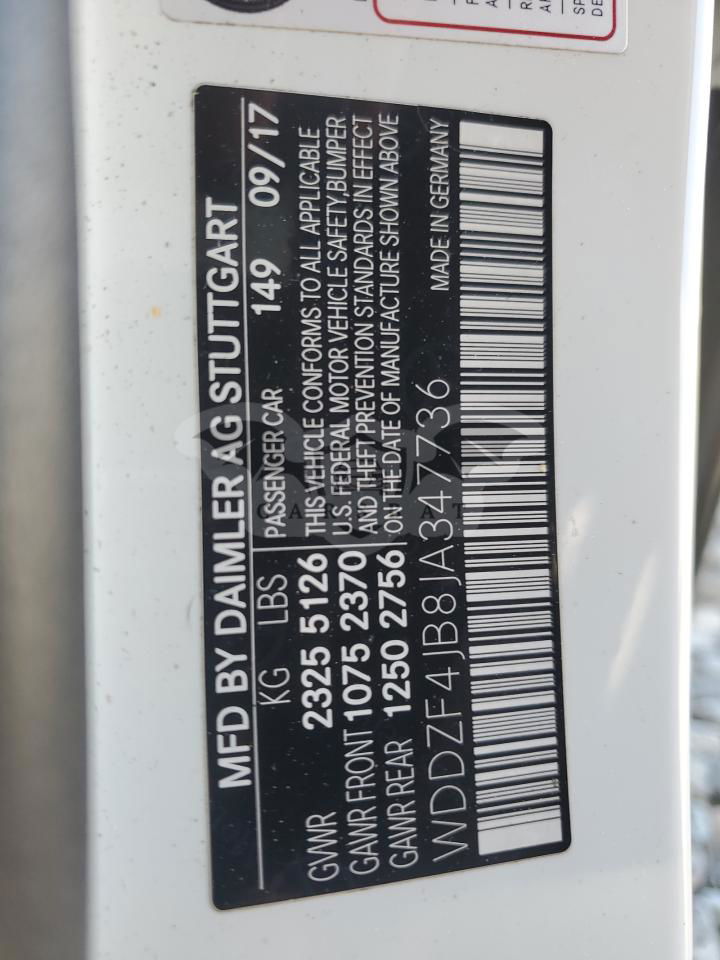 MFD BY DAIMLER AG STUTTGART
KG LBS PASSENGER CAR 149 09/17
GVWR 2325 5126 THIS VEHICLE CONFORMS TO ALL APPLICABLE
GAWR FRONT 1075 2370 U.S. FEDERAL MOTOR VEHICLE SAFETY,BUMPER
GAWR REAR 1250 2756 AND THEFT PREVENTION STANDARDS IN EFFECT
ON THE DATE OF MANUFACTURE SHOWN ABOVE
WDDZF4JB8JA347736 MADE IN GERMANY